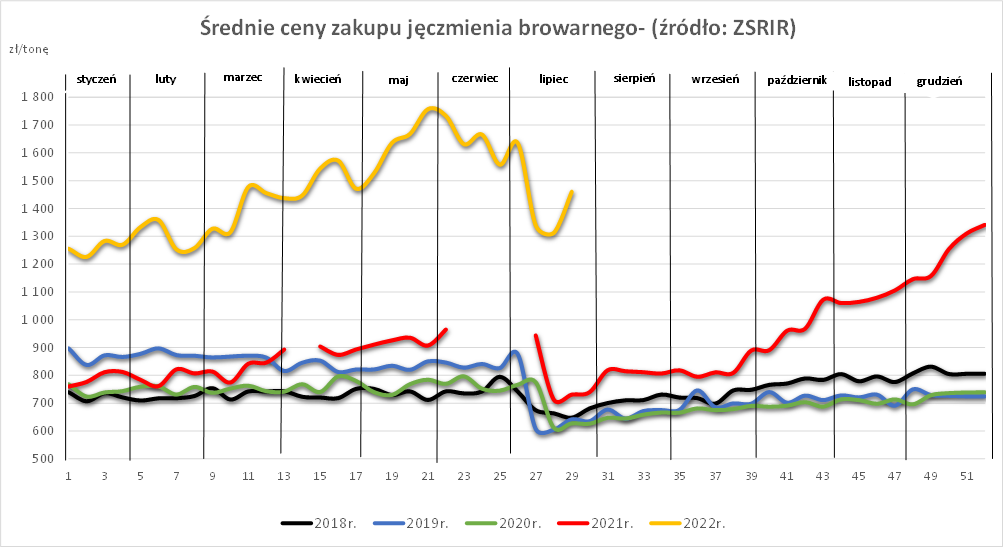 Średnie ceny zakupu jęczmienia browarnego- (źródło: ZSRIR)
zł/tonę
styczeń luty marzec kwiecień maj czerwiec lipiec sierpień wrzesień październik listopad grudzień
1 800
1 700
1 600
1 500
1 400
1 300
1 200
1 100
1 000
900
800
700
600
500
1 3 5 7 9 11 13 15 17 19 21 23 25 27 29 31 33 35 37 39 41 43 45 47 49 51
2018r. 2019r. 2020r. 2021r. 2022r.